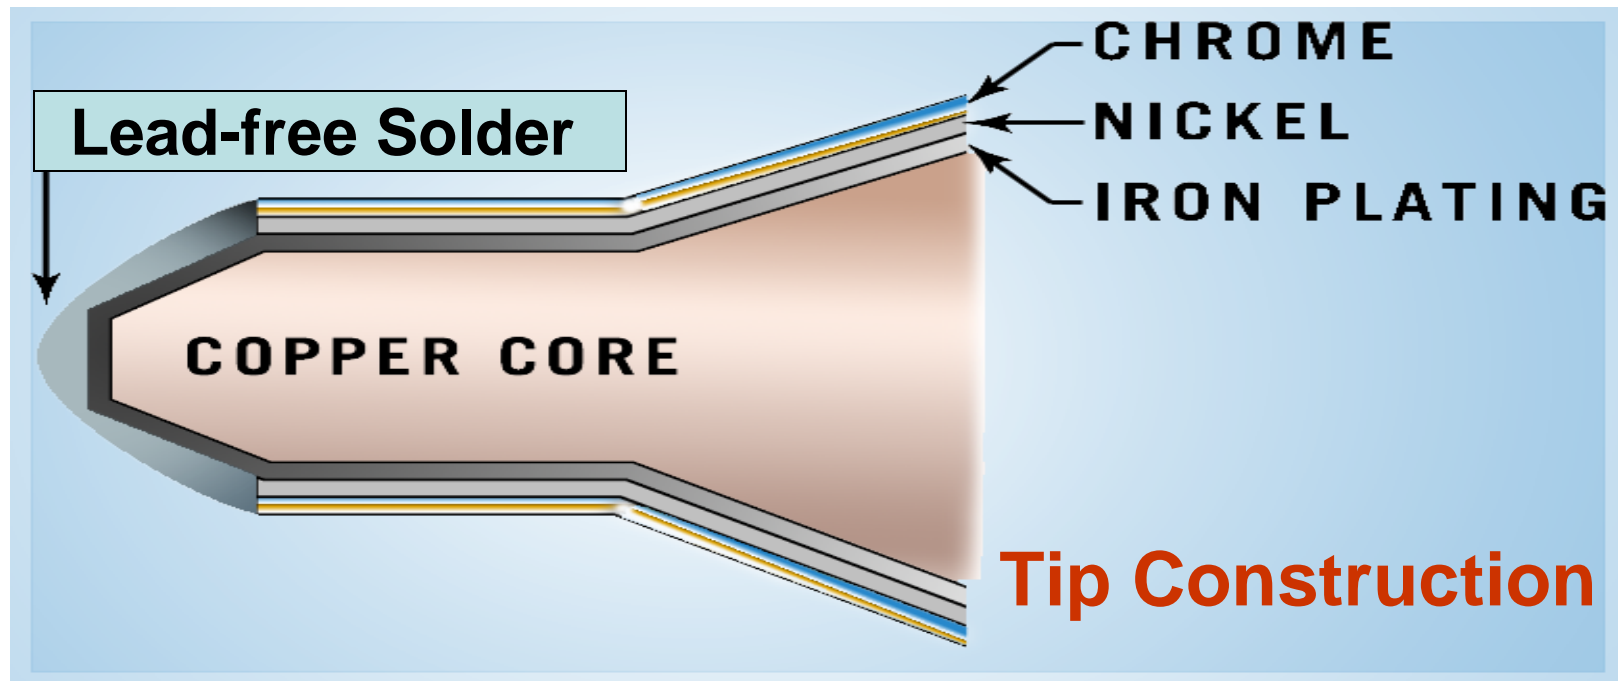 CHROME
Lead-free Solder
NICKEL
IRON PLATING
COPPER CORE
Tip Construction